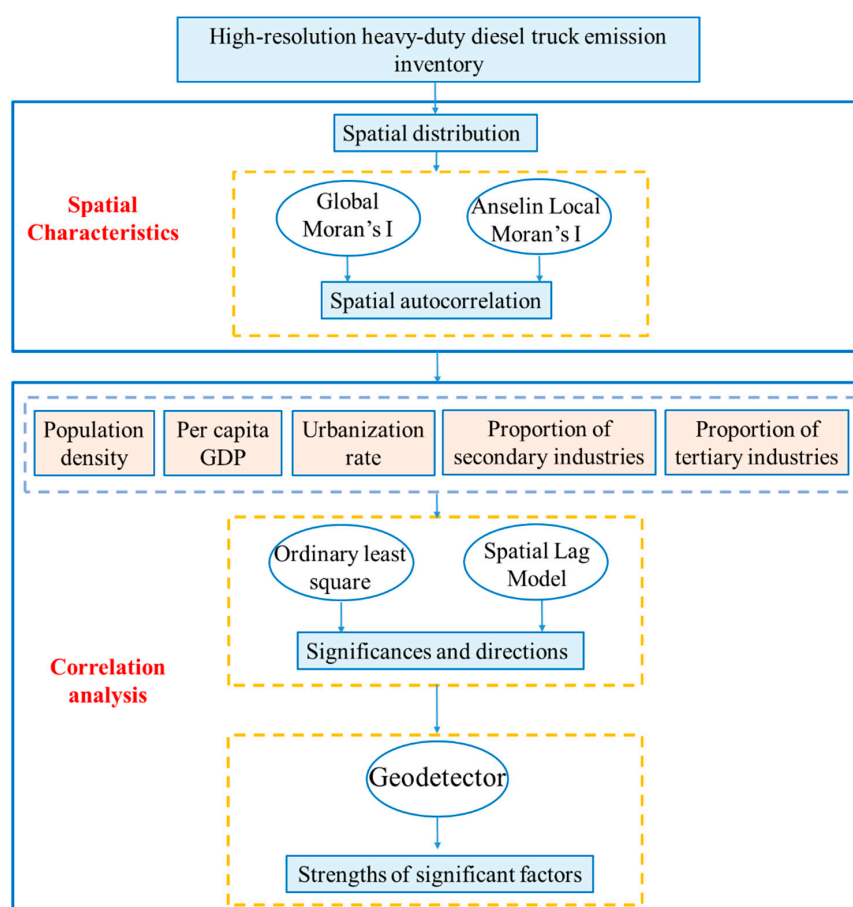 High-resolution heavy-duty diesel truck emission
inventory
Spatial distribution
Spatial
Characteristics
Global
Moran's I
Anselin Local
Moran's I
Spatial autocorrelation
Population
density
Per capita
GDP
Urbanization
rate
Proportion of
secondary industries
Proportion of
tertiary industries
Ordinary least
square
Spatial Lag
Model
Significances and directions
Correlation
analysis
Geodetector
Strengths of significant factors